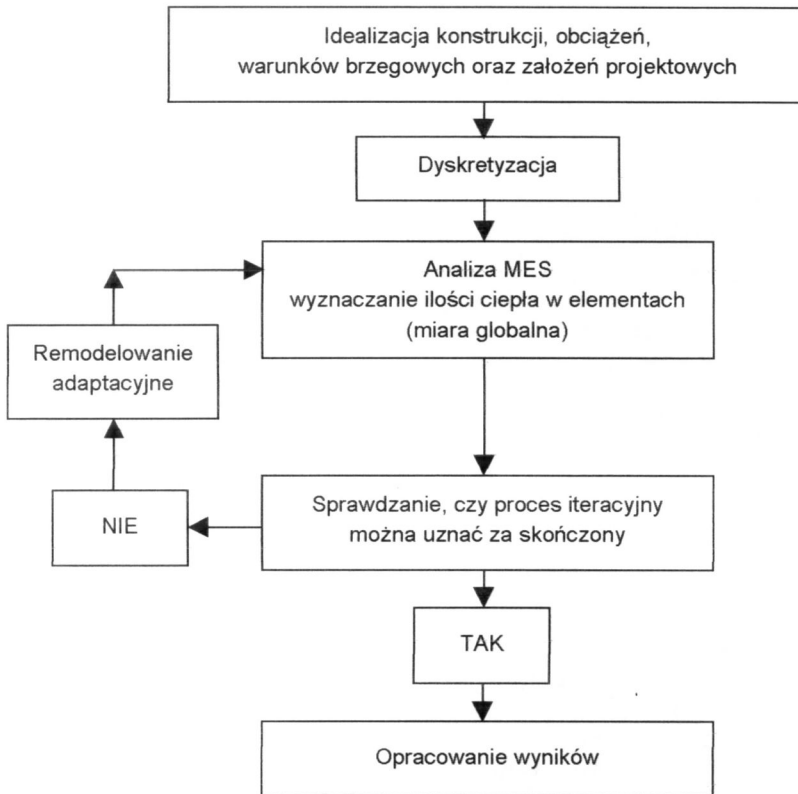 Idealizacja konstrukcji, obciążeń,
warunków brzegowych oraz założeń projektowych
Dyskretyzacja
Analiza MES
wyznaczanie ilości ciepła w elementach
(miara globalna)
Remodelowanie
adaptacyjne
Sprawdzanie, czy proces iteracyjny
można uznać za skończony
NIE
TAK
Opracowanie wyników